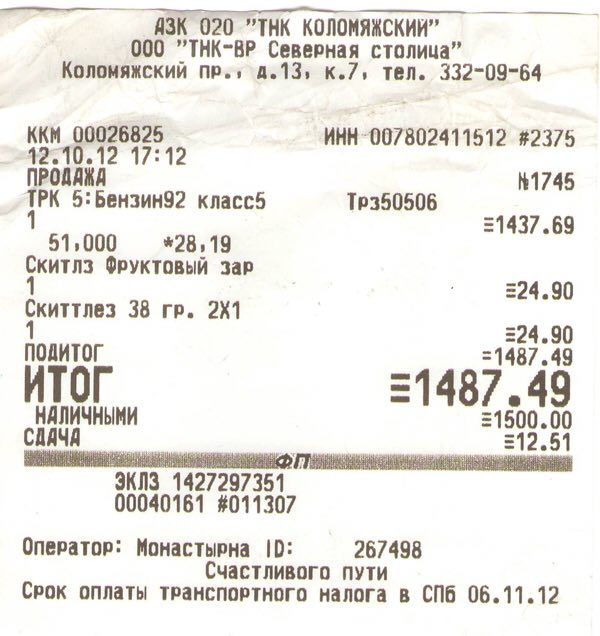 АЗК 020 "ТНК КОЛОМЯЖСКИЙ"
ООО "ТНК-ВР Северная столица"
Коломяжский пр., д.13, к.7, тел. 332-09-64
ККМ 00026825 ИНН 007802411512 #2375
12.10.12 17:12
ПРОДАЖА №1745
ТРК 5:Бензин92 класс5 Трз50506
1 ≡1437.69
51,000 *28,19
Скитлз Фруктовый зар
1 ≡24.90
Скиттлез 38 гр. 2X1
1 ≡24.90
ПОДИТОГ ≡1487.49
ИТОГ ≡1487.49
НАЛИЧНЫМИ ≡1500.00
СДАЧА ≡12.51
ФП
ЭКЛЗ 1427297351
00040161 #011307
Оператор: Монастырна ID: 267498
Счастливого пути
Срок оплаты транспортного налога в СПб 06.11.12